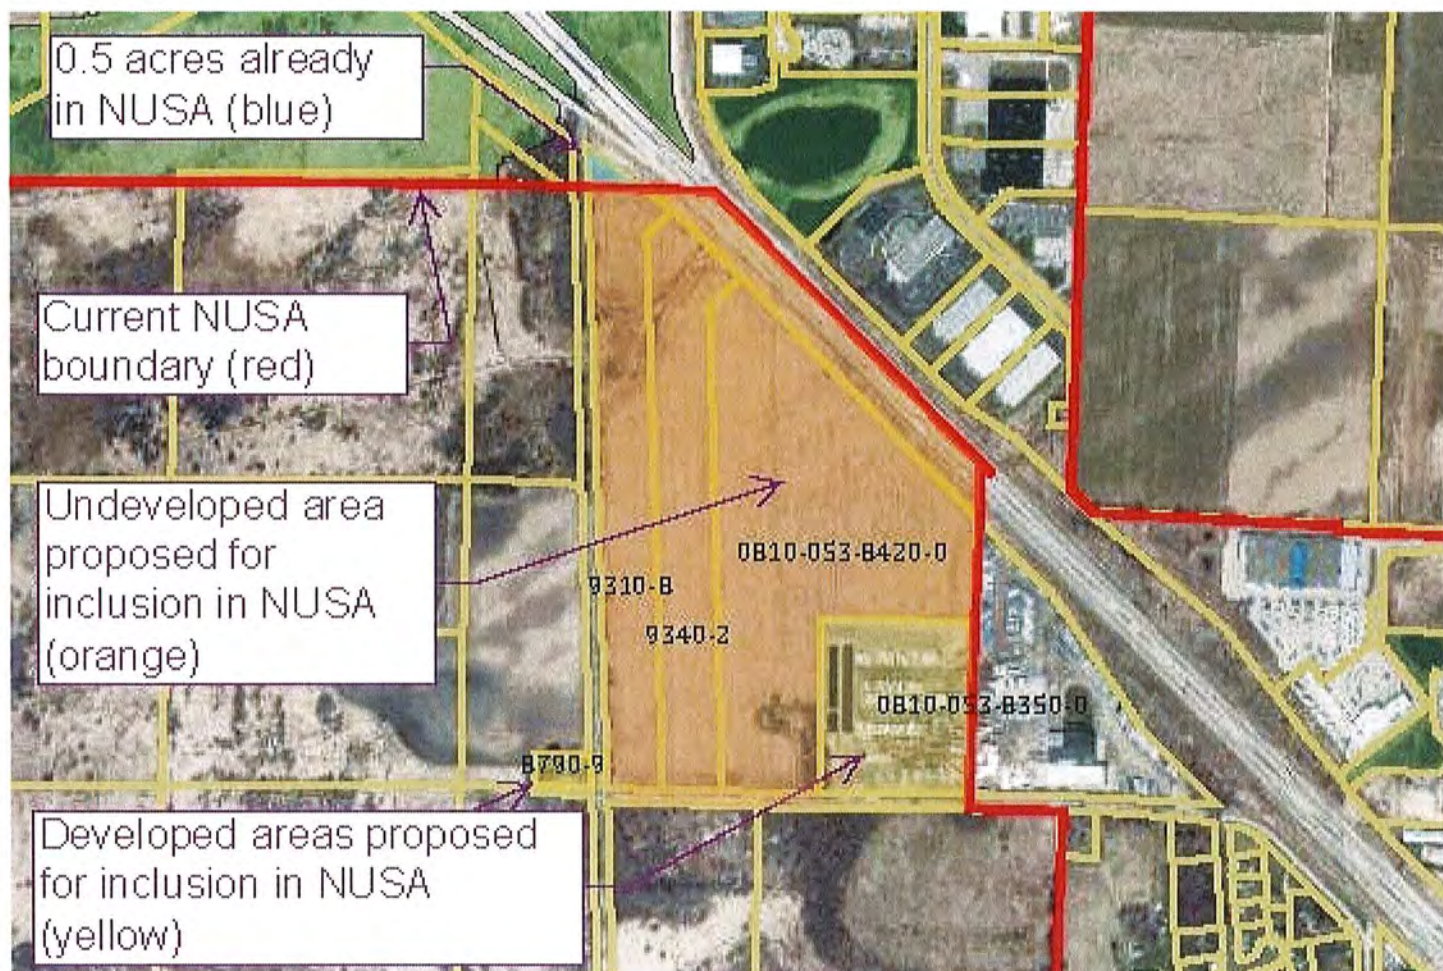 0.5 acres already
in NUSA (blue)
Current NUSA
boundary (red)
Undeveloped area
proposed for
inclusion in NUSA
(orange)
0810-053-8420-0
9310-8
9340-2
0810-053-8350-0
8790-9
Developed areas proposed
for inclusion in NUSA
(yellow)